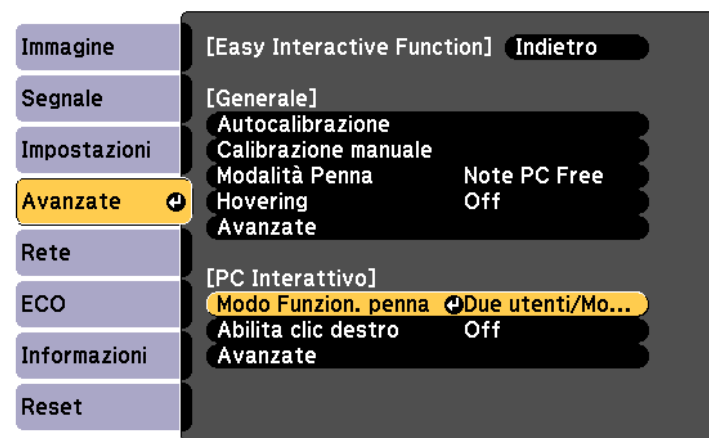 Immagine
Segnale
Impostazioni
Avanzate
Rete
ECO
Informazioni
Reset
[Easy Interactive Function] Indietro
[Generale]
Autocalibrazione
Calibrazione manuale
Modalità Penna Note PC Free
Hovering Off
Avanzate
[PC Interattivo]
Modo Funzion. penna Due utenti/Mo...
Abilita clic destro Off
Avanzate